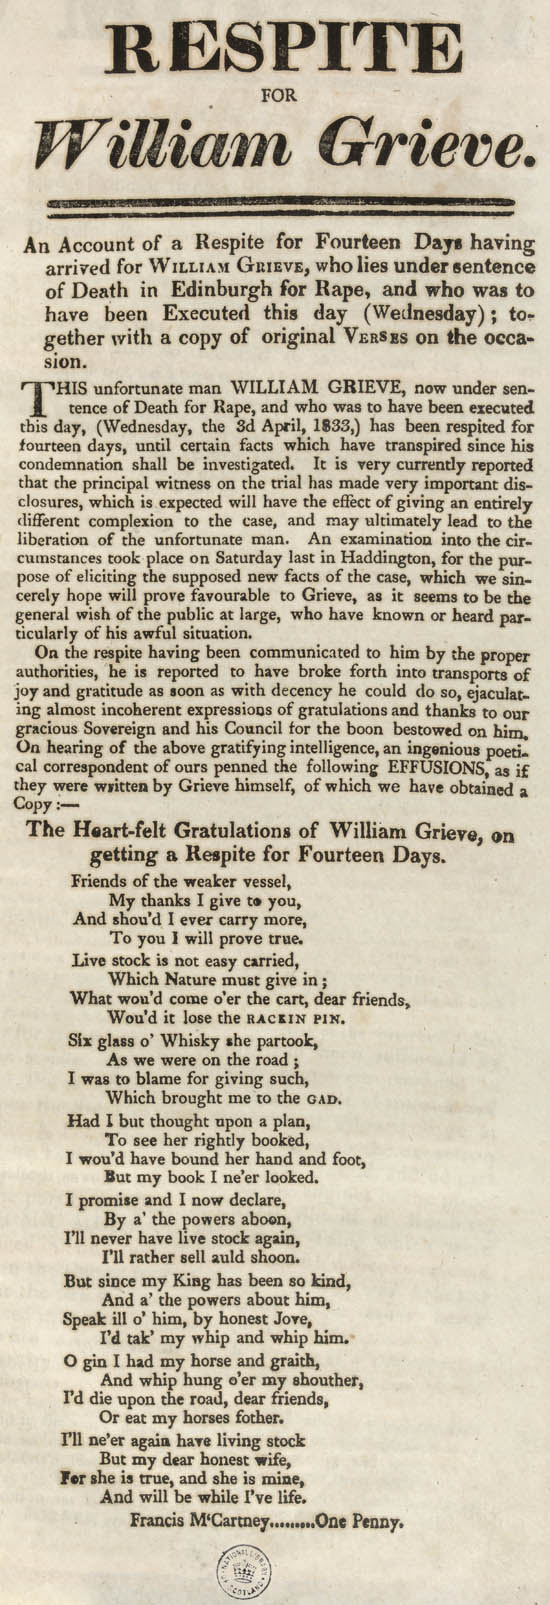 RESPITE
FOR
William Grieve.
An Account of a Respite for Fourteen Days having
arrived for WILLIAM GRIEVE, who lies under sentence
of Death in Edinburgh for Rape, and who was to
have been Executed this day (Wednesday); to-
gether with a copy of original VERSES on the occa-
sion.
THIS unfortunate man WILLIAM GRIEVE, now under sen-
tence of Death for Rape, and who was to have been executed
this day, (Wednesday, the 3d April, 1833,) has been respited for
fourteen days, until certain facts which have transpired since his
condemnation shall be investigated. It is very currently reported
that the principal witness on the trial has made very important dis-
closures, which is expected will have the effect of giving an entirely
different complexion to the case, and may ultimately lead to the
liberation of the unfortunate man. An examination into the cir-
cumstances took place on Saturday last in Haddington, for the pur-
pose of eliciting the supposed new facts of the case, which we sin-
cerely hope will prove favourable to Grieve, as it seems to be the
general wish of the public at large, who have known or heard par-
ticularly of his awful situation.
On the respite having been communicated to him by the proper
authorities, he is reported to have broke forth into transports of
joy and gratitude as soon as with decency he could do so, ejaculat-
ing almost incoherent expressions of gratulations and thanks to our
gracious Sovereign and his Council for the boon bestowed on him.
On hearing of the above gratifying intelligence, an ingenious poeti-
cal correspondent of ours penned the following EFFUSIONS, as if
they were written by Grieve himself, of which we have obtained a
Copy:—
The Heart-felt Gratulations of William Grieve, on
getting a Respite for Fourteen Days.
Friends of the weaker vessel,
My thanks I give to you,
And shou'd I ever carry more,
To you I will prove true.
Live stock is not easy carried,
Which Nature must give in;
What wou'd come o'er the cart, dear friends,
Wou'd it lose the RACKIN PIN.
Six glass o' Whisky she partook,
As we were on the road;
I was to blame for giving such,
Which brought me to the GAD.
Had I but thought upon a plan,
To see her rightly booked,
I wou'd have bound her hand and foot,
But my book I ne'er looked.
I promise and I now declare,
By a' the powers aboon,
I'll never have live stock again,
I'll rather sell auld shoon.
But since my King has been so kind,
And a' the powers about him,
Speak ill o' him, by honest Jove,
I'd tak' my whip and whip him.
O gin I had my horse and graith,
And whip hung o'er my shouther,
I'd die upon the road, dear friends,
Or eat my horses fother.
I'll ne'er again have living stock
But my dear honest wife,
For she is true, and she is mine,
And will be while I've life.
Francis M'Cartney.........One Penny.
NATIONAL LIBRARY
OF SCOTLAND